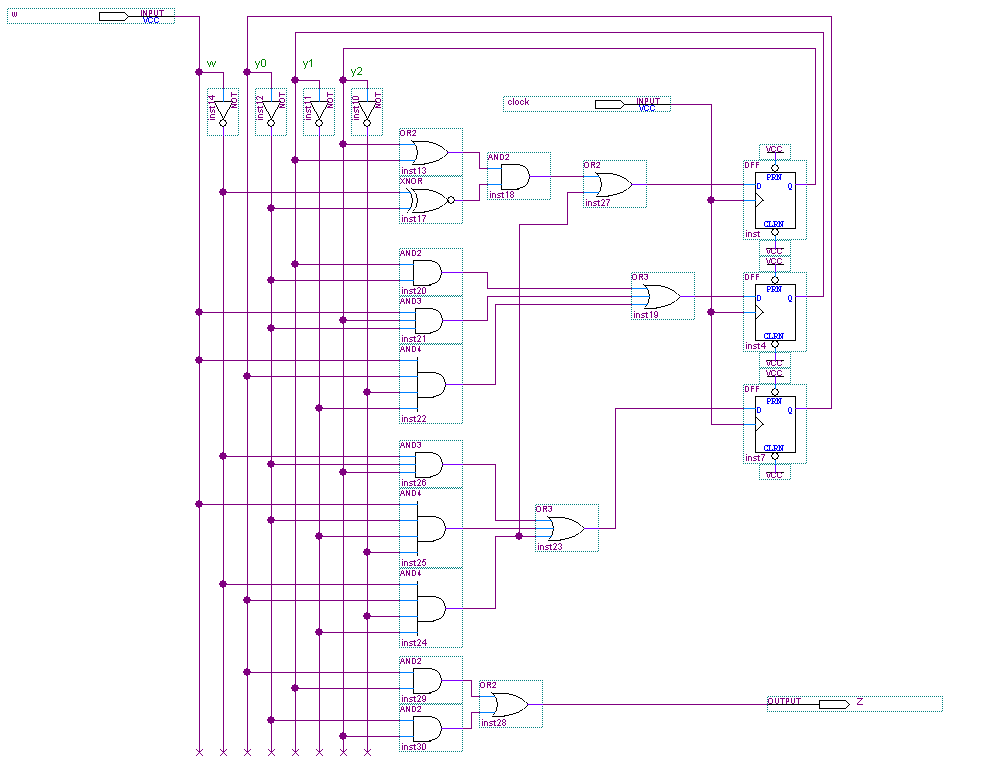 w INPUT VCC
w y0 y1 y2
inst14 NOT inst12 NOT inst11 NOT inst10 NOT
clock INPUT VCC
OR2
inst13
XNOR
inst17
AND2
inst18
OR2
inst27
VCC
DFF
PRN
D Q
CLRN
inst
VCC
AND2
inst20
AND3
inst21
AND4
inst22
OR3
inst19
VCC
DFF
PRN
D Q
CLRN
inst4
VCC
VCC
DFF
PRN
D Q
CLRN
inst7
VCC
AND3
inst26
AND4
inst25
AND4
inst24
OR3
inst23
AND2
inst29
AND2
inst30
OR2
inst28
OUTPUT Z